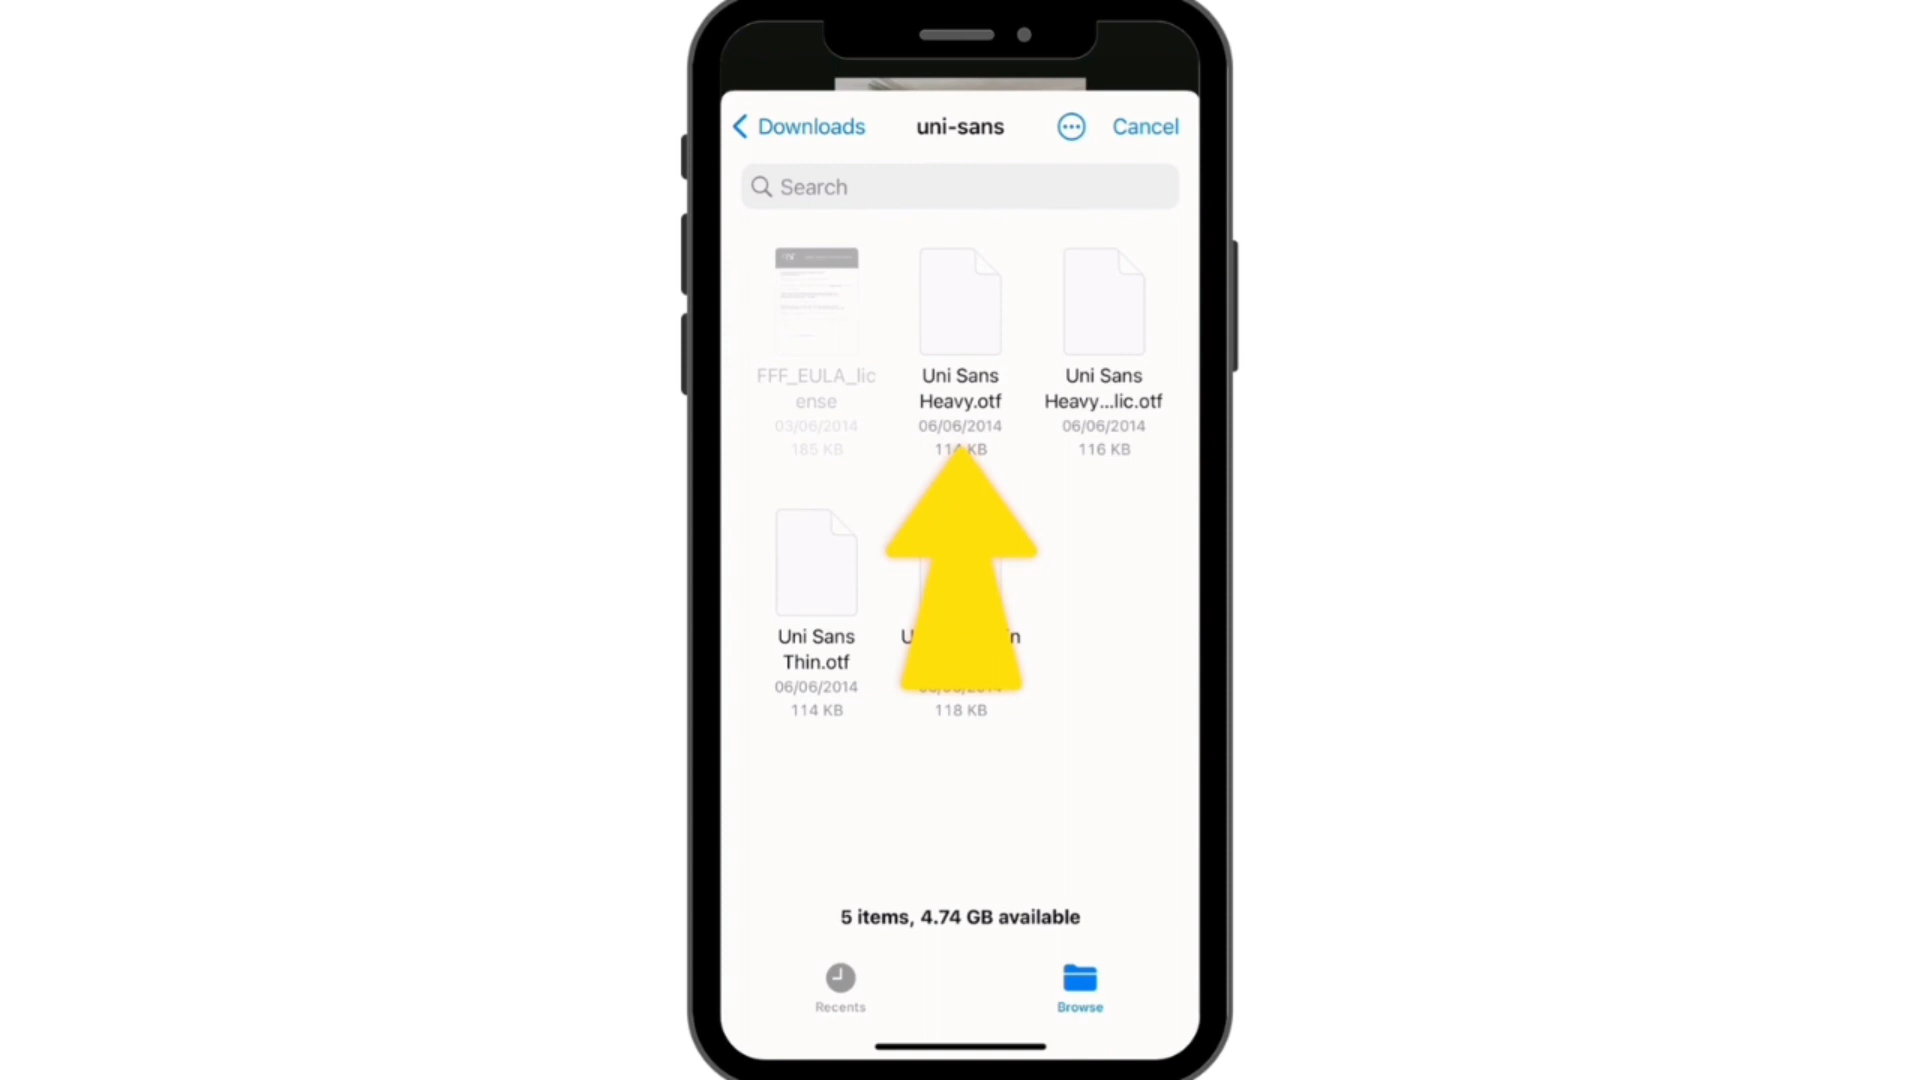 Downloads
uni-sans
Cancel
Search
FFF_EULA_lic
ense
03/06/2014
185 KB
Uni Sans
Heavy.otf
06/06/2014
114 KB
Uni Sans
Heavy...lic.otf
06/06/2014
116 KB
Uni Sans
Thin.otf
06/06/2014
114 KB
118 KB
5 items, 4.74 GB available
Recents
Browse